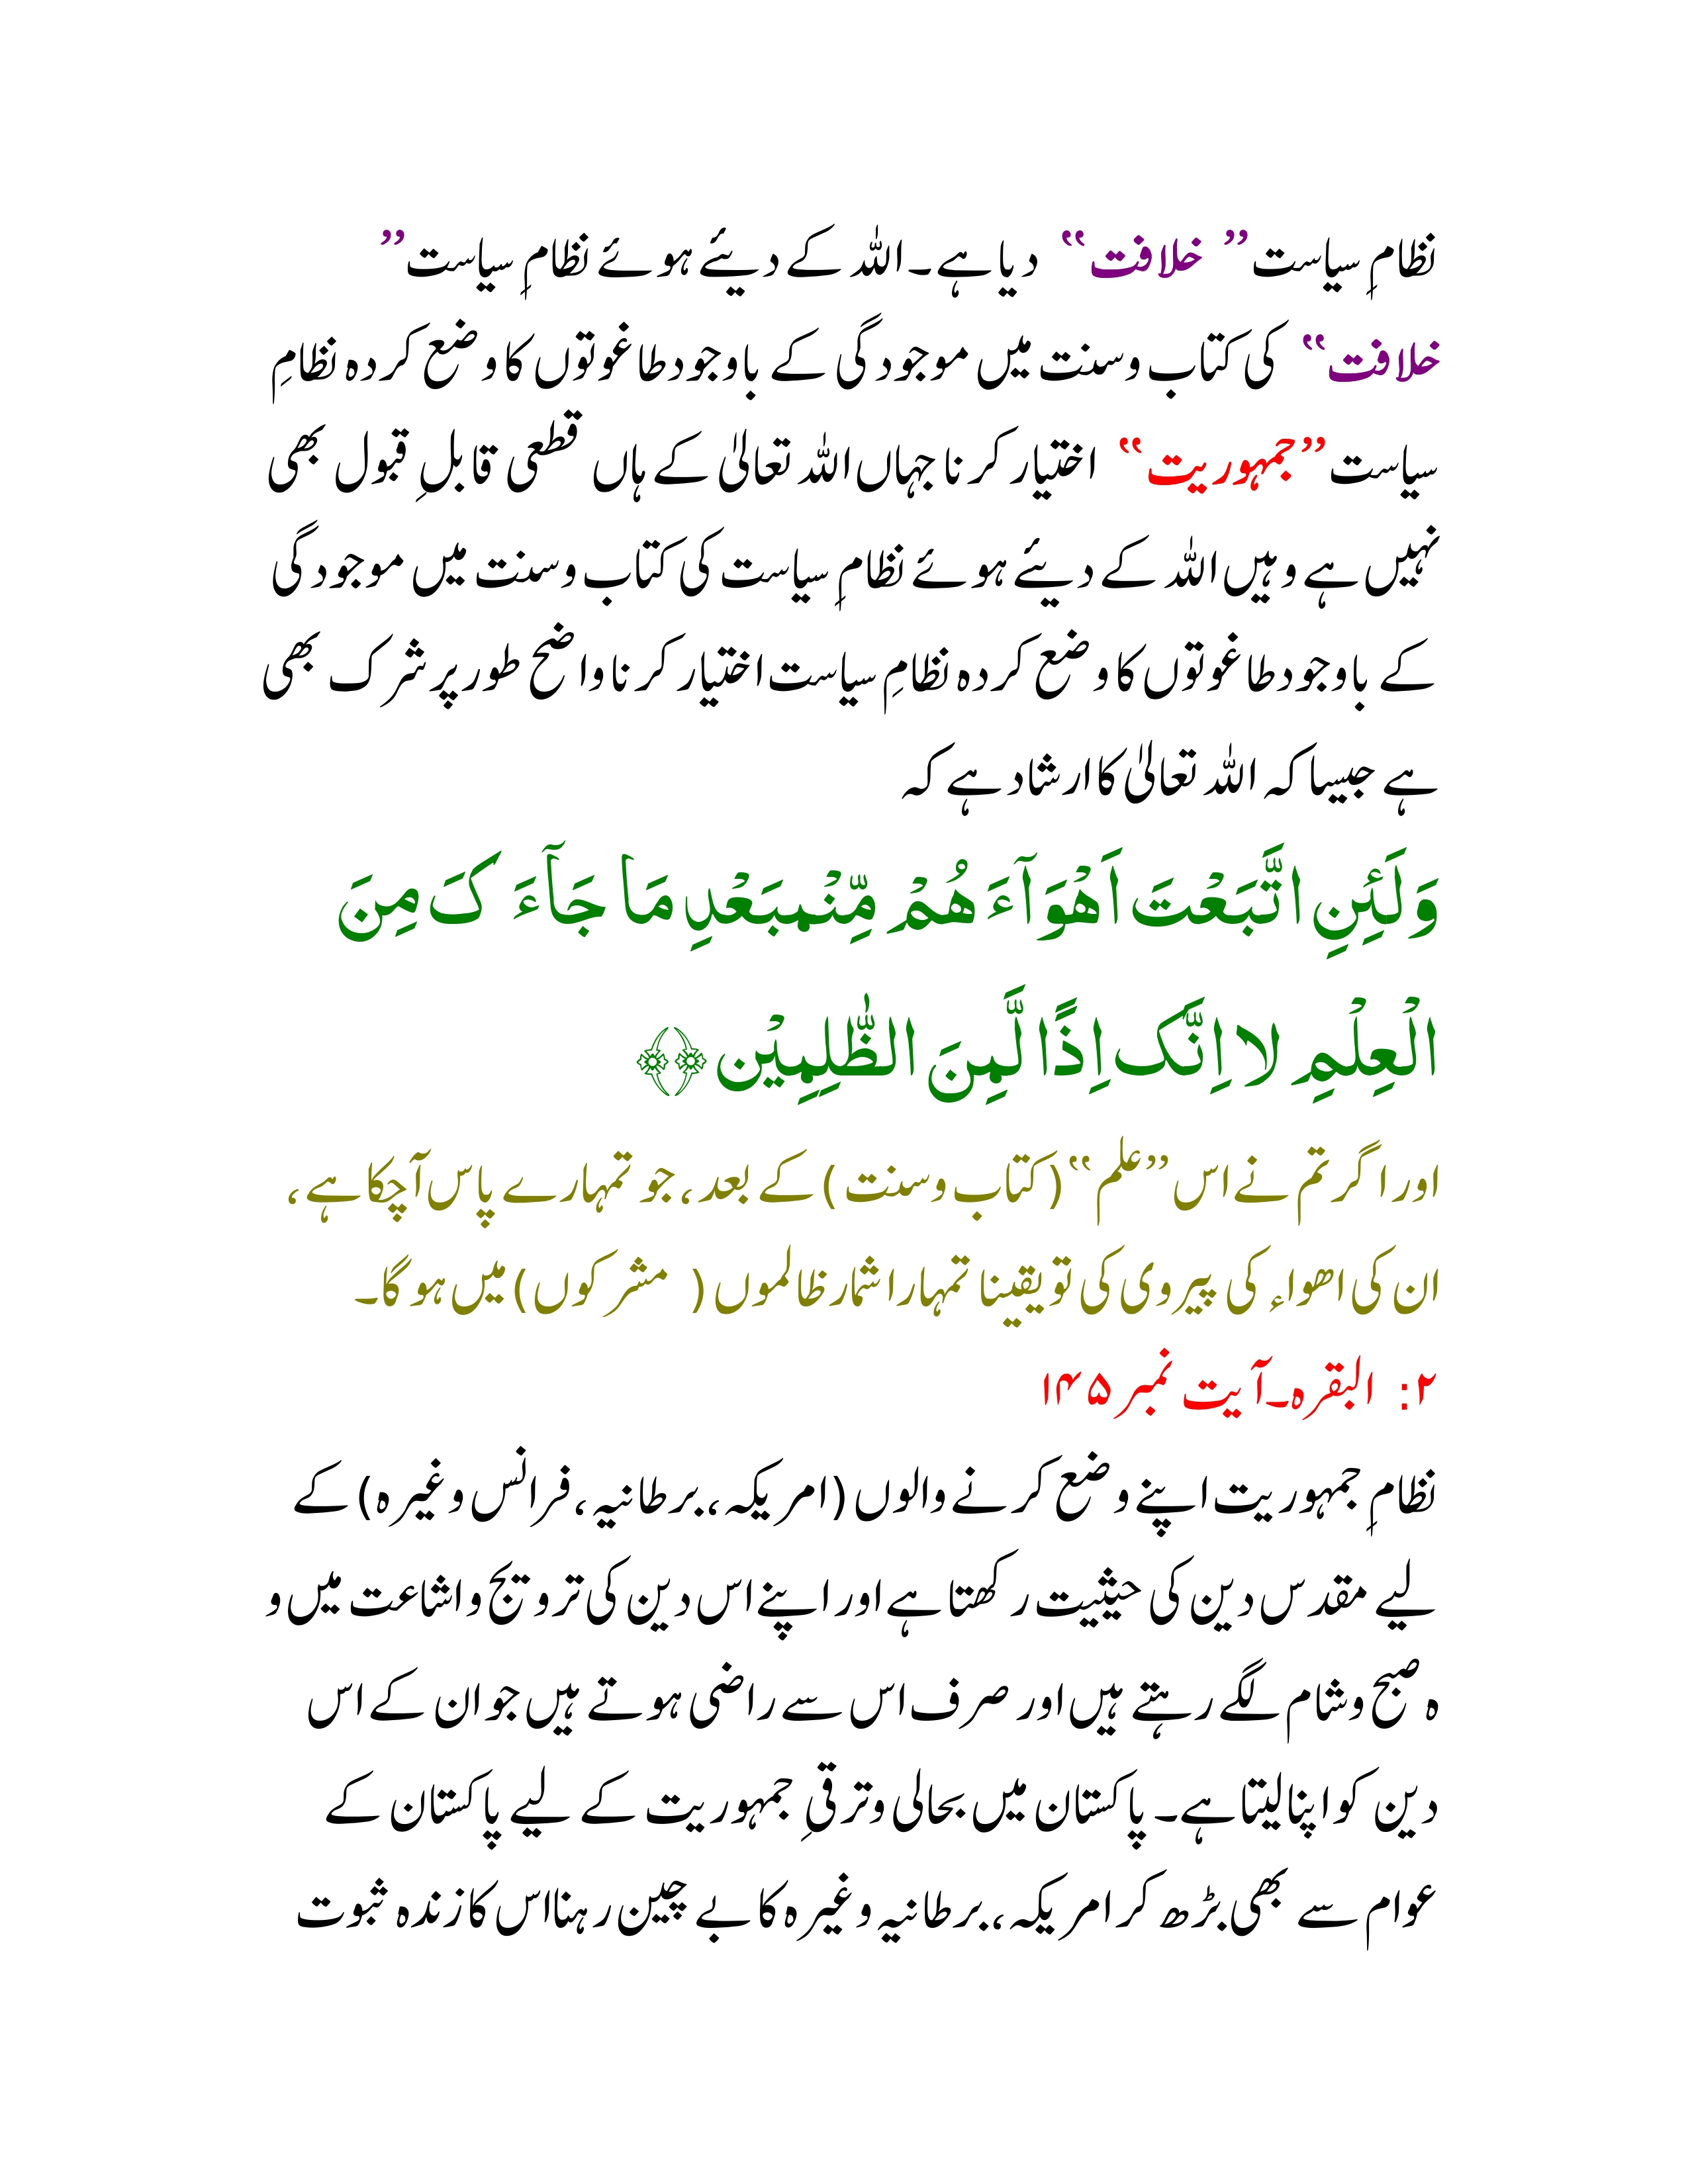 نظامِ سیاست ’’ خلافت‘‘ دیا ہے۔ اللہ کے دیئے ہوئے نظامِ سیاست’’
خلافت‘‘ کی کتاب و سنت میں موجودگی کے باوجود طاغوتوں کا وضع کردہ نظامِ
سیاست ’’جمہوریت‘‘ اختیار کرنا جہاں اللہ تعالیٰ کے ہاں قطعی قابلِ قبول بھی
نہیں ہے وہیں اللہ کے دیئے ہوئے نظامِ سیاست کی کتاب و سنت میں موجودگی
کے باوجود طاغوتوں کا وضع کردہ نظامِ سیاست اختیار کرنا واضح طور پر شرک بھی
ہے جیسا کہ اللہ تعالیٰ کا ارشاد ہے کہ
وَلَئِنِ اتَّبَعْتَ اَهْوَآءَ هُمْ مِّنْمبَعْدِ مَا جَآءَ کَ مِنَ
الْعِلْمِ لا اِنَّکَ اِذًا لَّمِنَ الظّٰلِمِيْن ﴿﴾
اور اگر تم نے اس ’’علم‘‘ (کتاب و سنت) کے بعد، جو تمہارے پاس آچکا ہے،
ان کی اھواء کی پیروی کی تو یقینا تمہارا شمار ظالموں ( مشرکوں) میں ہو گا۔
۲: البقرہ۔آیت نمبر ۱۴۵
نظامِ جمہوریت اپنے وضع کرنے والوں (امریکہ، برطانیہ، فرانس وغیرہ) کے
لیے مقدس دین کی حیثیت رکھتا ہے اور اپنے اس دین کی ترویج و اشاعت میں و
ہ صبح و شام لگے رہتے ہیں اور صرف اس سے راضی ہوتے ہیں جو ان کے اس
دین کو اپنا لیتا ہے۔ پاکستان میں بحالی و ترقیِ جمہوریت کے لیے پاکستان کے
عوام سے بھی بڑھ کر امریکہ، برطانیہ وغیرہ کا بے چین رہنا اس کا زندہ ثبوت